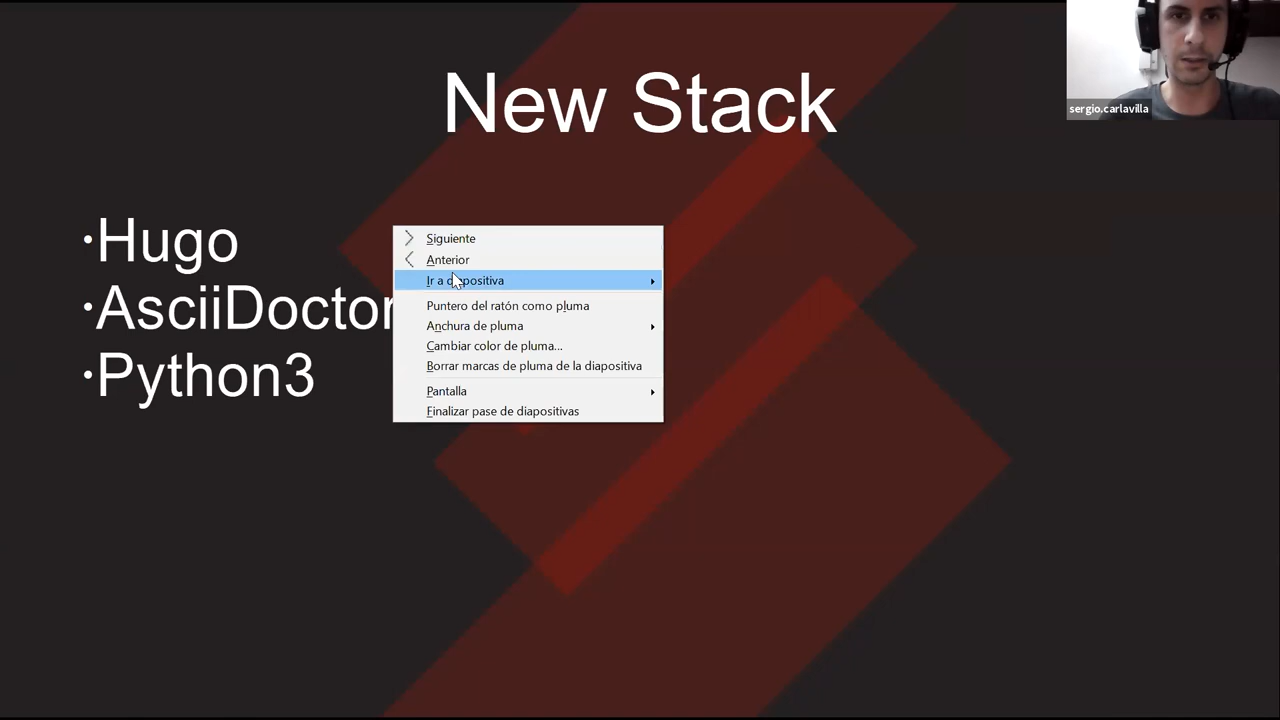 New Stack
sergio.carlavilla
·Hugo
·AsciiDoctor
·Python3
Siguiente
Anterior
Ir a diapositiva
Puntero del ratón como pluma
Anchura de pluma
Cambiar color de pluma...
Borrar marcas de pluma de la diapositiva
Pantalla
Finalizar pase de diapositivas